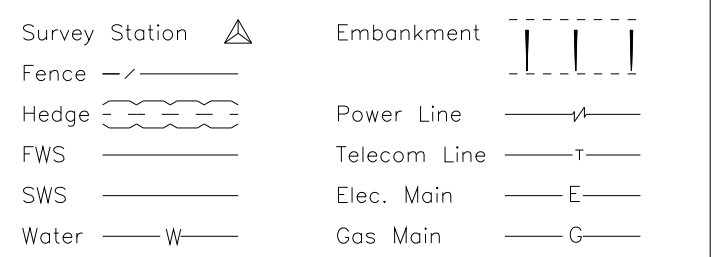 Survey Station
Fence
Hedge
FWS
SWS
Water W
Embankment
Power Line
Telecom Line T
Elec. Main E
Gas Main G